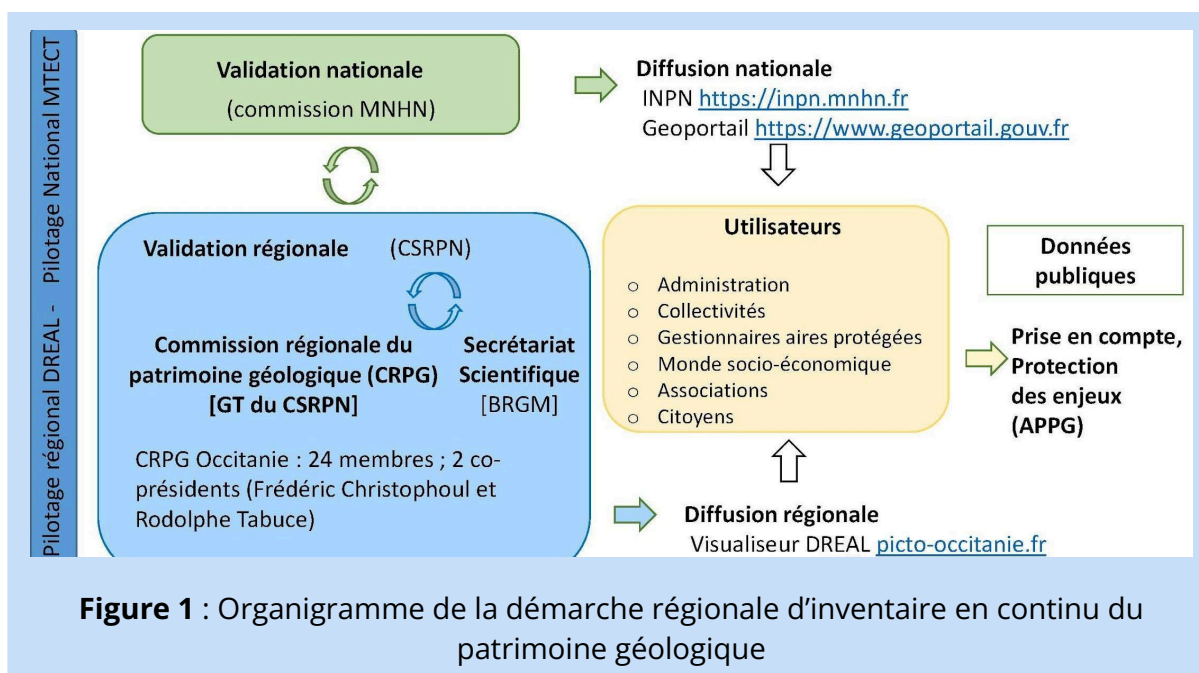 Pilotage régional DREAL - Pilotage National MTECT
Validation nationale
(commission MNHN)
Diffusion nationale
INPN https://inpn.mnhn.fr
Geoportail https://www.geoportail.gouv.fr
Validation régionale (CSRPN)
Commission régionale du
patrimoine géologique (CRPG)
[GT du CSRPN]
Secrétariat
Scientifique
[BRGM]
CRPG Occitanie : 24 membres ; 2 co-
présidents (Frédéric Christophoul et
Rodolphe Tabuce)
Utilisateurs
o Administration
o Collectivités
o Gestionnaires aires protégées
o Monde socio-économique
o Associations
o Citoyens
Données
publiques
Prise en compte,
Protection
des enjeux
(APPG)
Diffusion régionale
Visualiseur DREAL picto-occitanie.fr
Figure 1 : Organigramme de la démarche régionale d’inventaire en continu du
patrimoine géologique